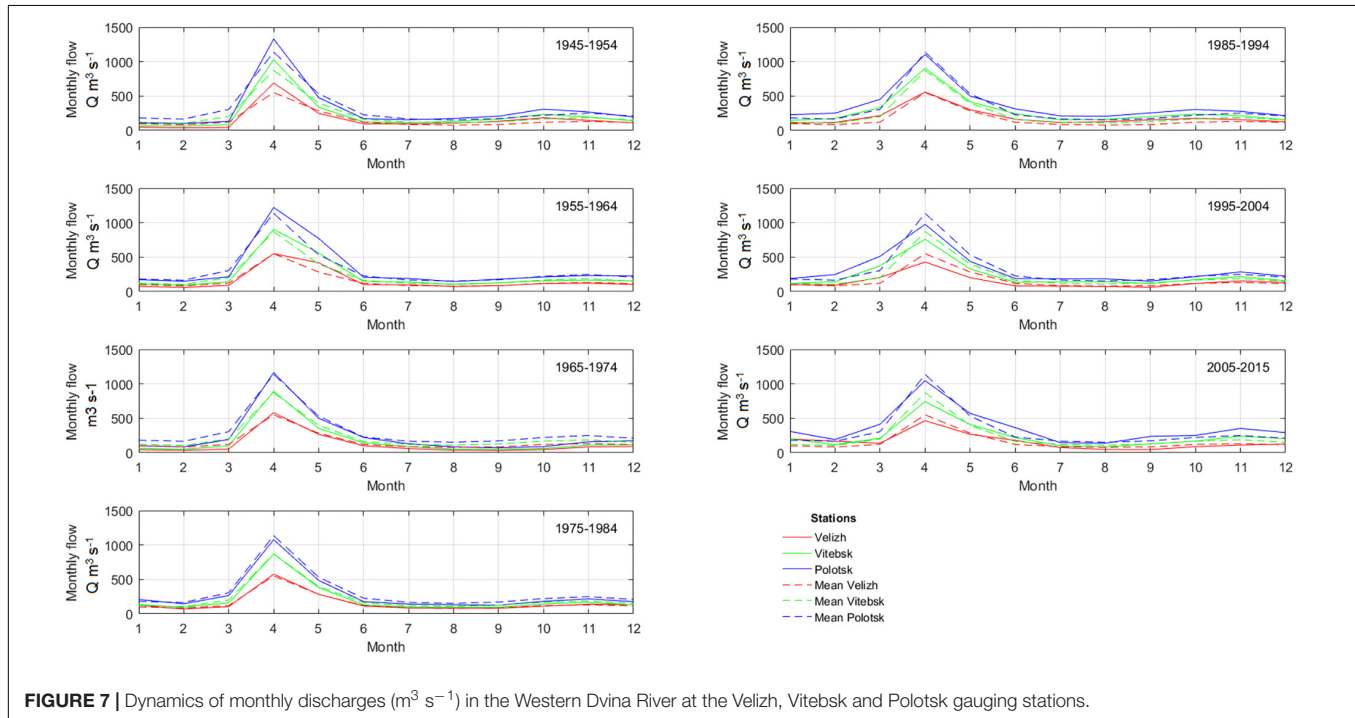 Monthly flow
Q m³ s⁻¹
1500
1000
500
0
1945-1954
1 2 3 4 5 6 7 8 9 10 11 12
Month
Monthly flow
Q m³ s⁻¹
1500
1000
500
0
1955-1964
1 2 3 4 5 6 7 8 9 10 11 12
Month
Monthly flow
m3 s-1
1500
1000
500
0
1965-1974
1 2 3 4 5 6 7 8 9 10 11 12
Month
Monthly flow
Q m³ s⁻¹
1500
1000
500
0
1975-1984
1 2 3 4 5 6 7 8 9 10 11 12
Month
Monthly flow
Q m³ s⁻¹
1500
1000
500
0
1985-1994
1 2 3 4 5 6 7 8 9 10 11 12
Month
Monthly flow
Q m³ s⁻¹
1500
1000
500
0
1995-2004
1 2 3 4 5 6 7 8 9 10 11 12
Month
Monthly flow
Q m³ s⁻¹
1500
1000
500
0
2005-2015
1 2 3 4 5 6 7 8 9 10 11 12
Month
Stations
Velizh
Vitebsk
Polotsk
Mean Velizh
Mean Vitebsk
Mean Polotsk
FIGURE 7 | Dynamics of monthly discharges (m³ s⁻¹) in the Western Dvina River at the Velizh, Vitebsk and Polotsk gauging stations.